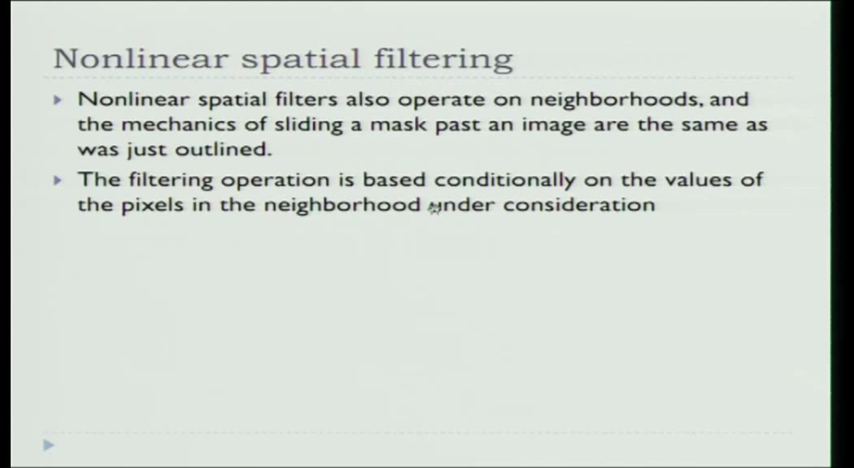 Nonlinear spatial filtering
Nonlinear spatial filters also operate on neighborhoods, and
the mechanics of sliding a mask past an image are the same as
was just outlined.
The filtering operation is based conditionally on the values of
the pixels in the neighborhood under consideration